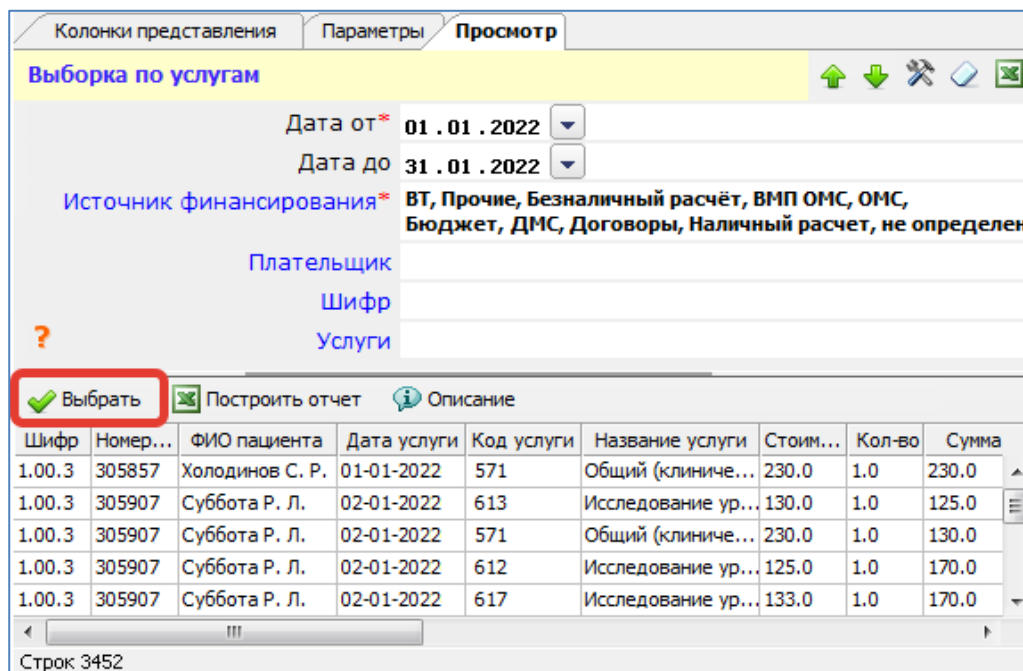 Колонки представления Параметры Просмотр
Выборка по услугам
Дата от* 01.01.2022
Дата до 31.01.2022
Источник финансирования* ВТ, Прочие, Безналичный расчёт, ВМП ОМС, ОМС,
Бюджет, ДМС, Договоры, Наличный расчет, не определен
Плательщик
Шифр
? Услуги
Выбрать Построить отчет Описание
Шифр Номер... ФИО пациента Дата услуги Код услуги Название услуги Стоим... Кол-во Сумма
1.00.3 305857 Холодинов С. Р. 01-01-2022 571 Общий (клиниче... 230.0 1.0 230.0
1.00.3 305907 Суббота Р. Л. 02-01-2022 613 Исследование ур... 130.0 1.0 125.0
1.00.3 305907 Суббота Р. Л. 02-01-2022 571 Общий (клиниче... 230.0 1.0 130.0
1.00.3 305907 Суббота Р. Л. 02-01-2022 612 Исследование ур... 125.0 1.0 170.0
1.00.3 305907 Суббота Р. Л. 02-01-2022 617 Исследование ур... 133.0 1.0 170.0
Строк 3452